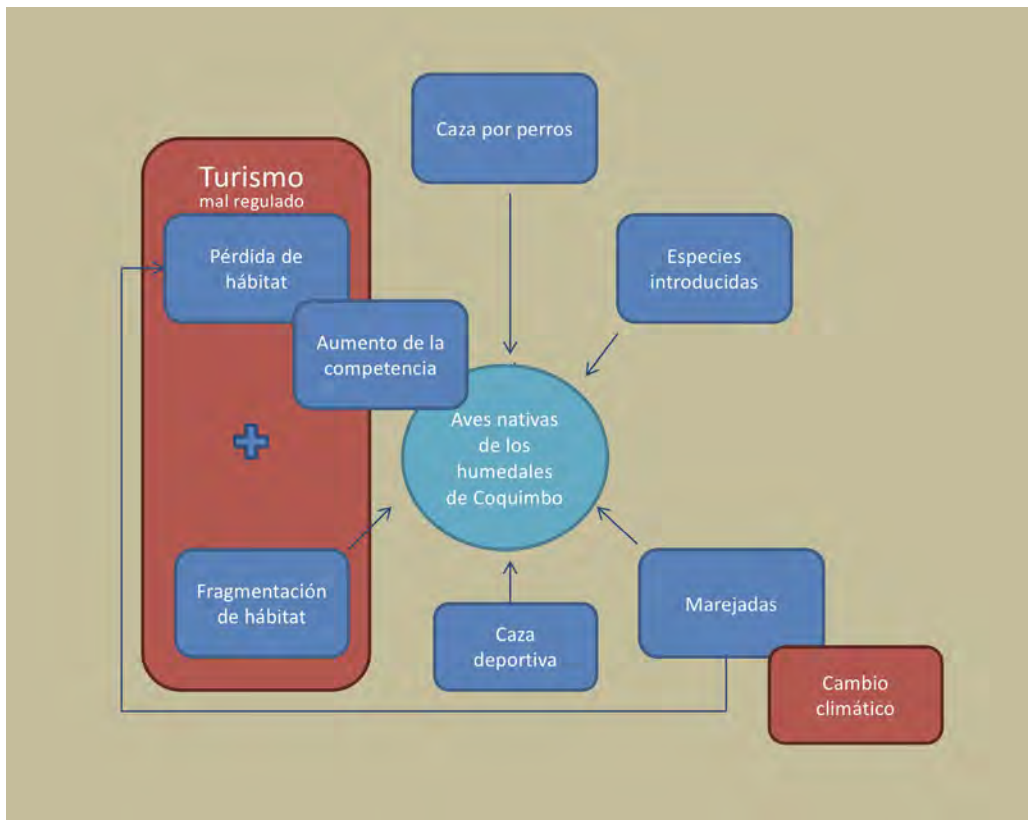 Caza por perros
Turismo
mal regulado
Pérdida de
hábitat
Especies
introducidas
Aumento de la
competencia
Aves nativas
de los
humedales
de Coquimbo
Fragmentación
de hábitat
Caza
deportiva
Marejadas
Cambio
climático